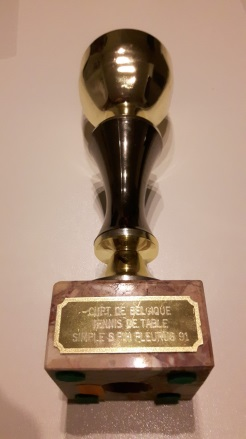 CHPT. DE BELGIQUE
TENNIS DE TABLE
SIMPLE FLEURUS 91